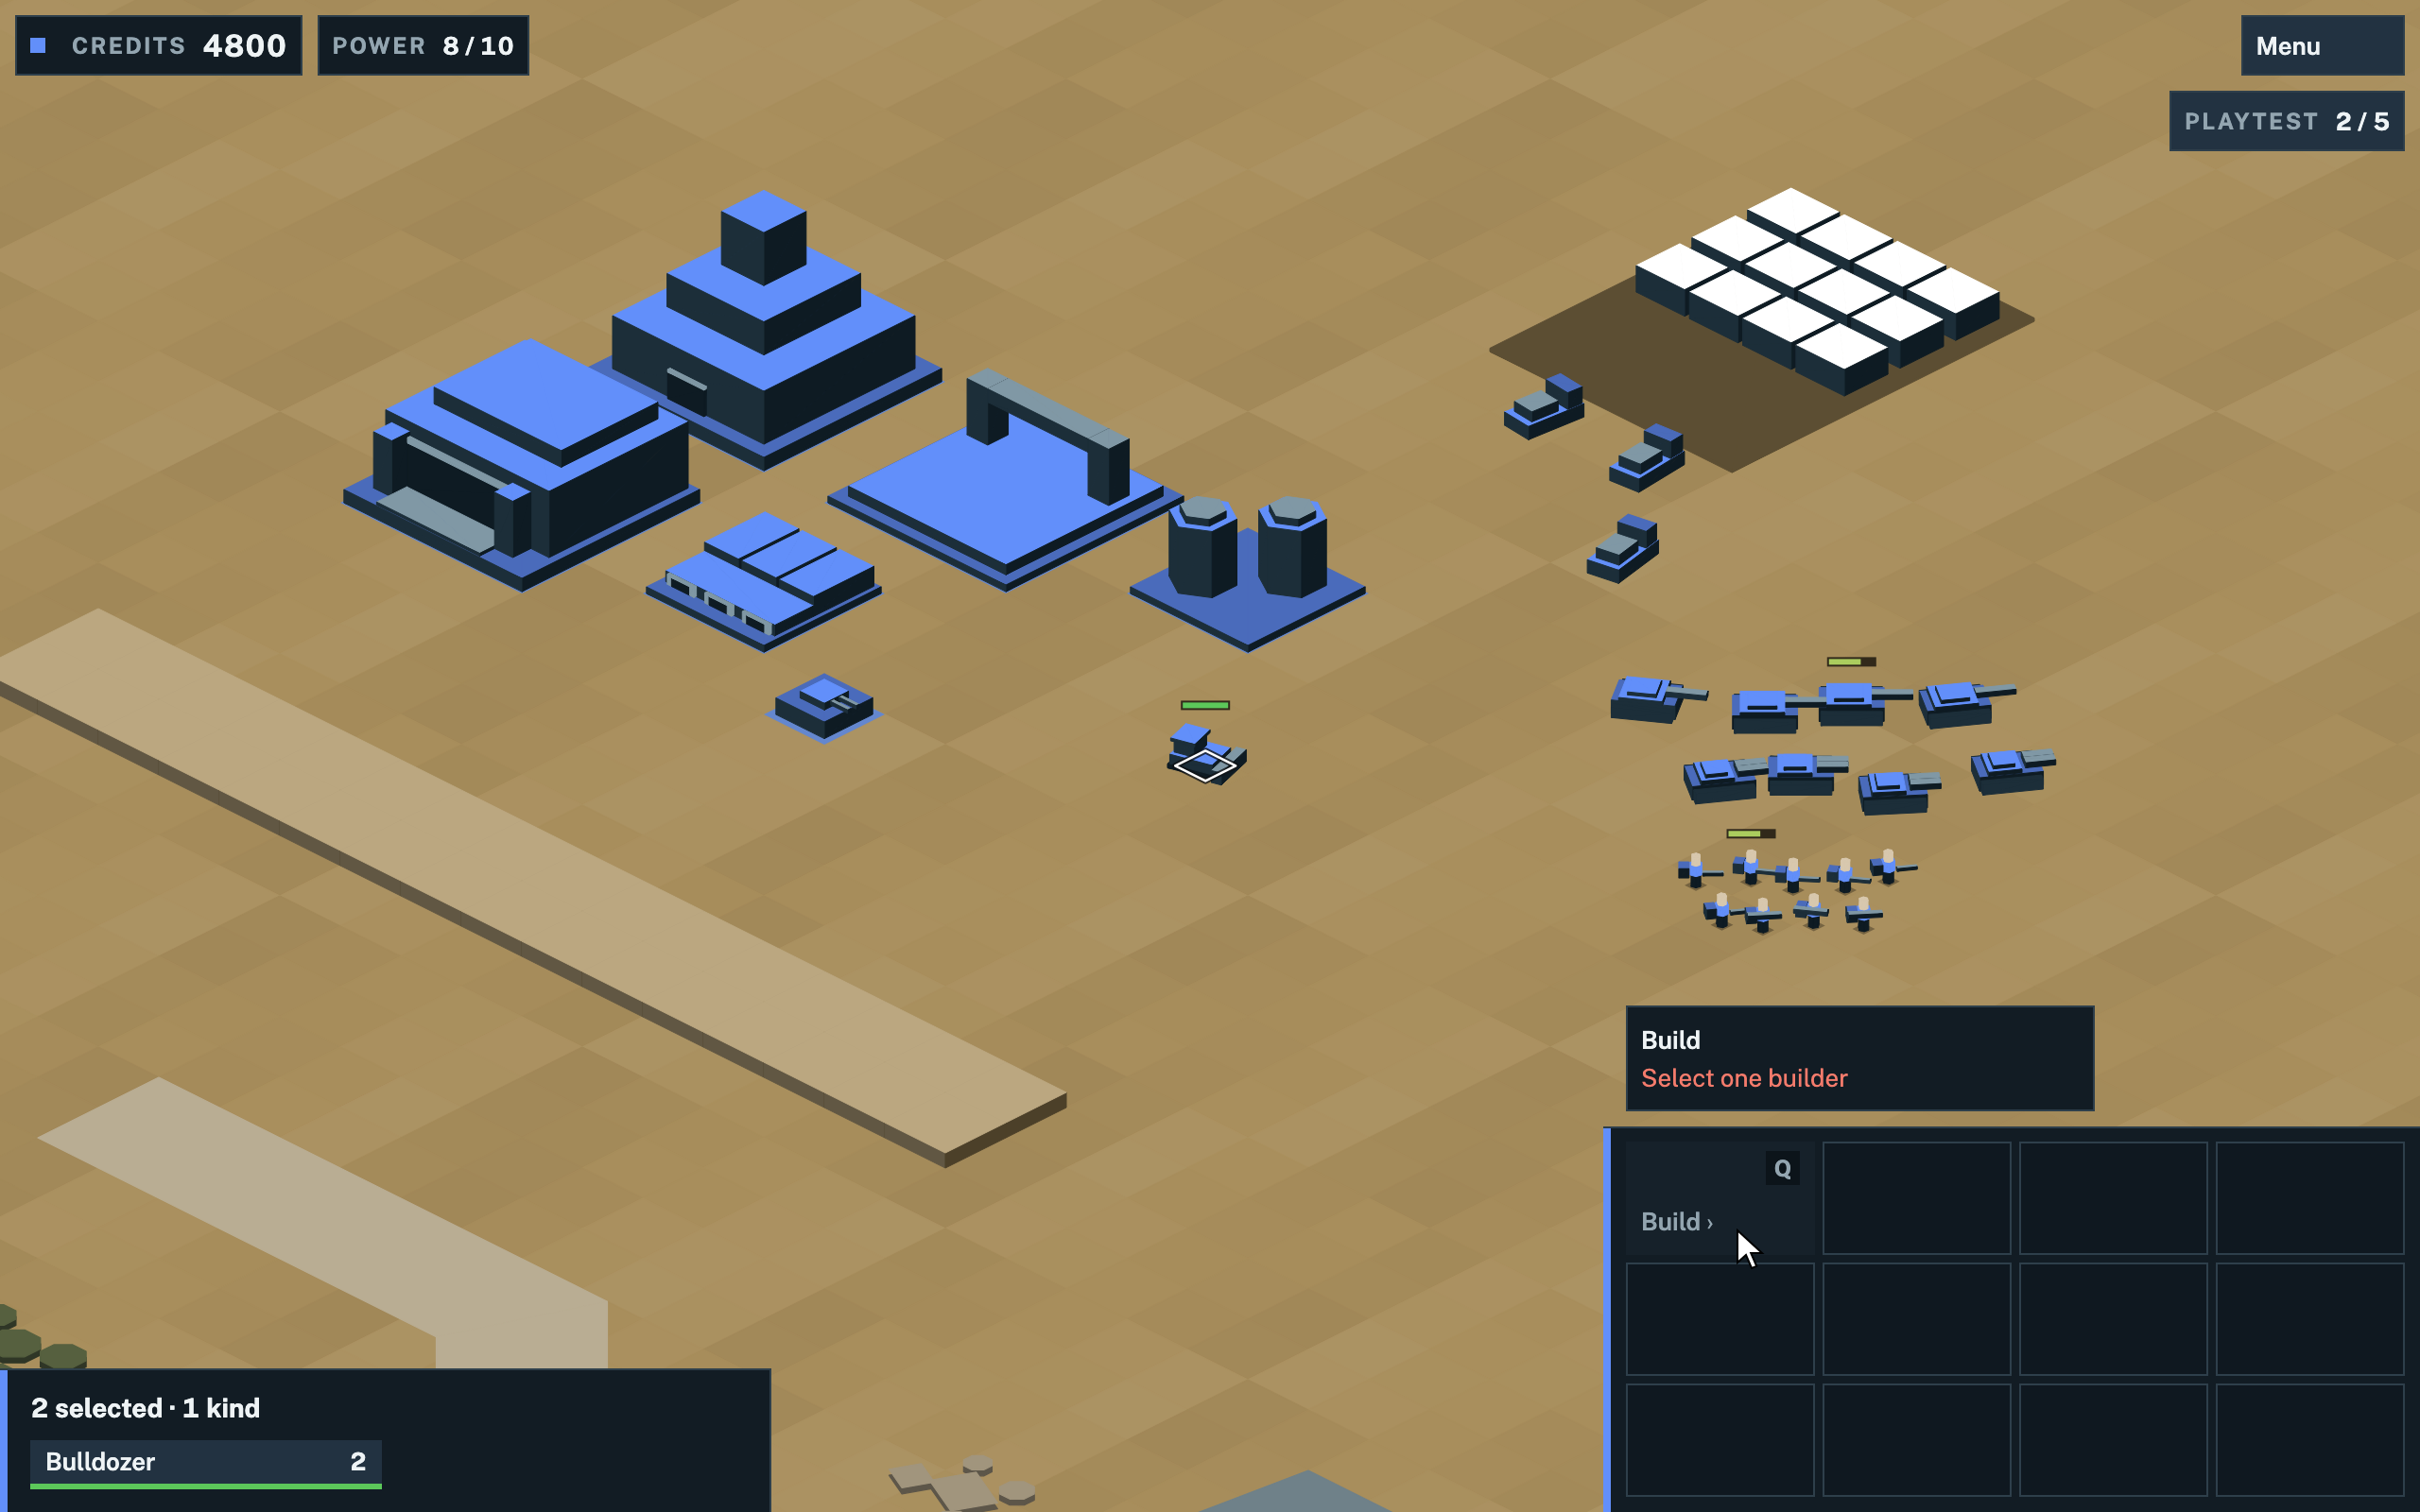 CREDITS 4800
POWER 8/10
Menu
PLAYTEST 2/5
Build
Select one builder
Q
Build ›
2 selected · 1 kind
Bulldozer 2